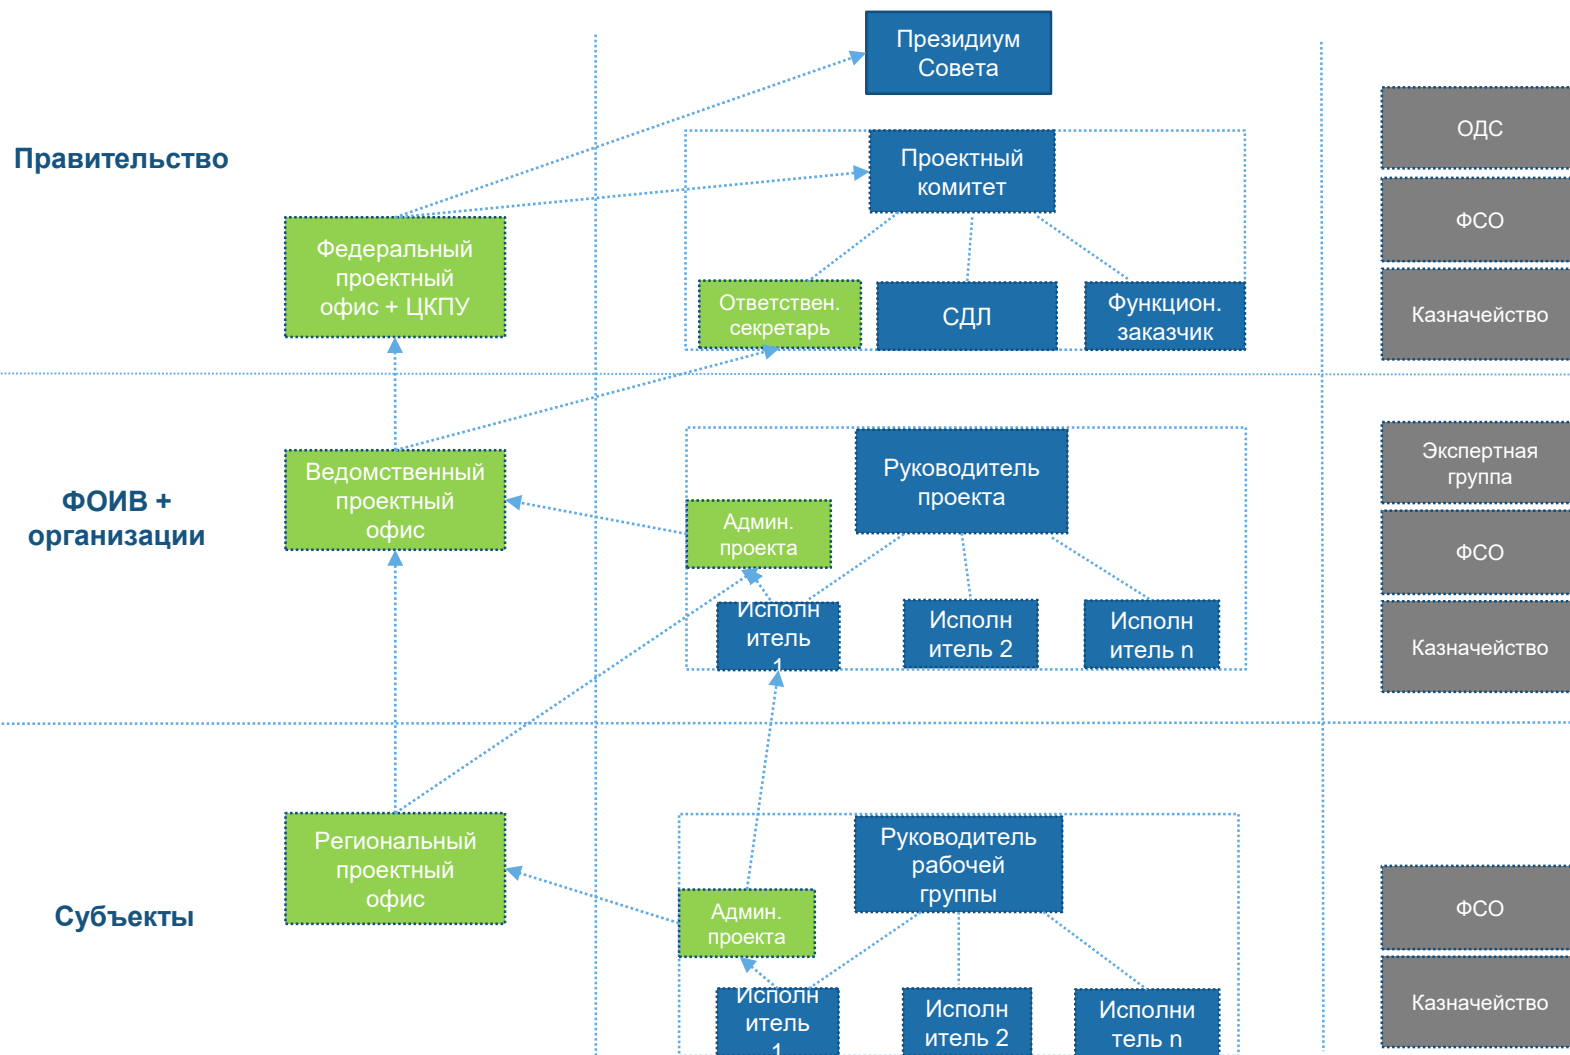 Президиум
Совета
Правительство
Федеральный
проектный
офис + ЦКПУ
Проектный
комитет
Ответствен.
секретарь
СДЛ
Функцион.
заказчик
ОДС
ФСО
Казначейство
ФОИВ +
организации
Ведомственный
проектный
офис
Руководитель
проекта
Админ.
проекта
Исполн
итель
1
Исполн
итель 2
Исполн
итель n
Экспертная
группа
ФСО
Казначейство
Субъекты
Региональный
проектный
офис
Руководитель
рабочей
группы
Админ.
проекта
Исполн
итель
1
Исполн
итель 2
Исполни
тель n
ФСО
Казначейство